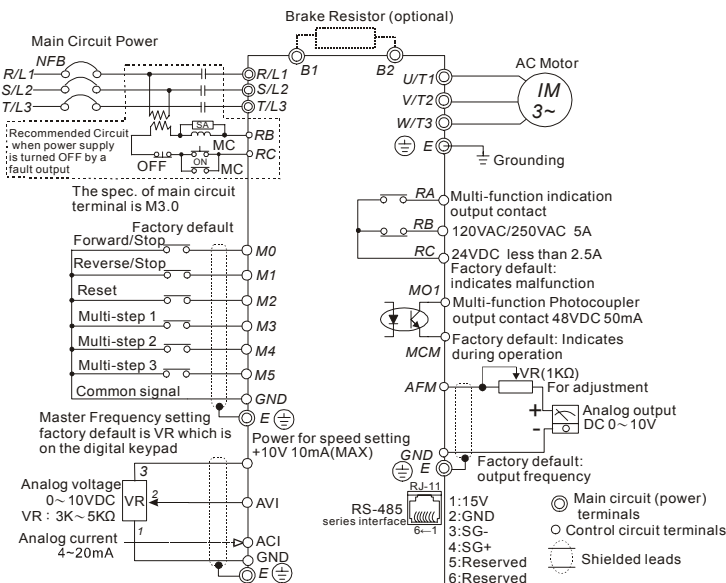 Brake Resistor (optional)
B1
B2
Main Circuit Power
NFB
R/L1
S/L2
T/L3
R/L1
S/L2
T/L3
SA
MC
RB
RC
OFF
ON
MC
Recommended Circuit
when power supply
is turned OFF by a
fault output
The spec. of main circuit
terminal is M3.0
AC Motor
U/T1
V/T2
W/T3
IM
3~
E
Grounding
RA
Multi-function indication
output contact
RB
120VAC/250VAC 5A
RC
24VDC less than 2.5A
Factory default:
indicates malfunction
MO1
Multi-function Photocoupler
output contact 48VDC 50mA
Factory default: Indicates
during operation
MCM
Factory default
Forward/Stop
M0
Reverse/Stop
M1
Reset
M2
Multi-step 1
M3
Multi-step 2
M4
Multi-step 3
M5
Common signal
GND
E
AFM
VR(1KΩ)
For adjustment
+
-
Analog output
DC 0~10V
GND
E
Factory default:
output frequency
Master Frequency setting
factory default is VR which is
on the digital keypad
Power for speed setting
+10V 10mA(MAX)
3
Analog voltage
0~10VDC
VR : 3K~5KΩ
VR
2
1
AVI
Analog current
4~20mA
ACI
GND
E
RJ-11
RS-485
series interface
6←1
1:15V
2:GND
3:SG-
4:SG+
5:Reserved
6:Reserved
Main circuit (power)
terminals
Control circuit terminals
Shielded leads